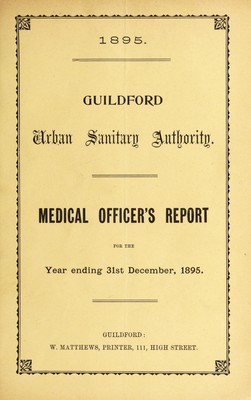 1895.
GUILDFORD
Urban Sanitary Authority.
MEDICAL OFFICER'S REPORT
FOR THE
Year ending 31st December, 1895.
GUILDFORD:
W. MATTHEWS, PRINTER, 111, HIGH STREET.